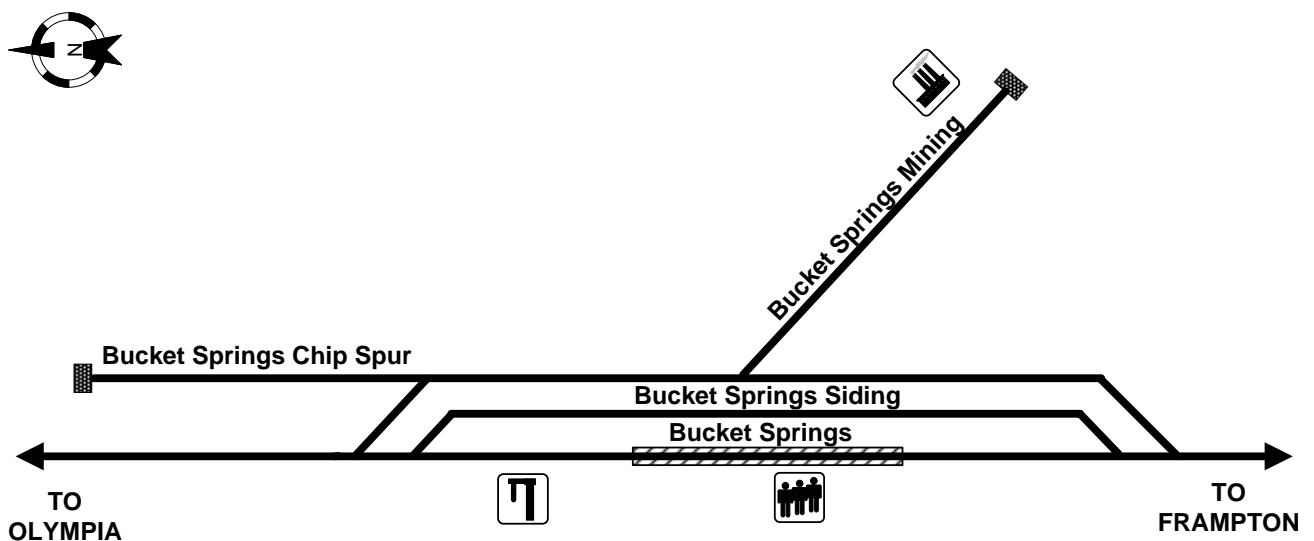 N
Bucket Springs Mining
Bucket Springs Chip Spur
Bucket Springs Siding
Bucket Springs
TO
OLYMPIA
TO
FRAMPTON